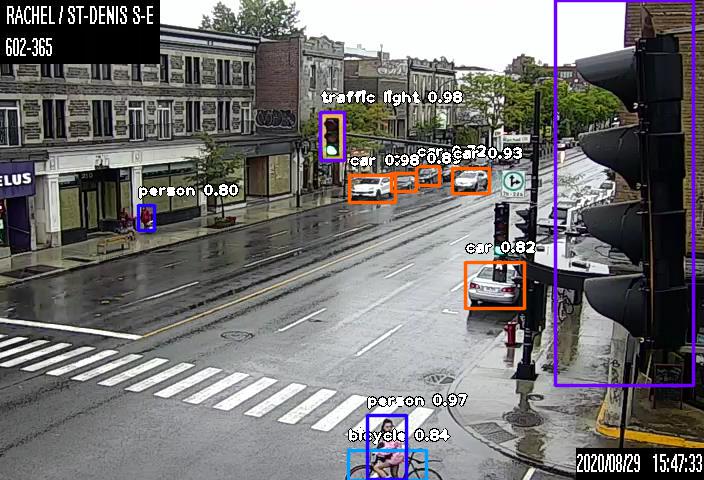 RACHEL / ST-DENIS S-E
602-365
traffic light 0.98
car 0.98
car 0.93
person 0.80
ELUS
car 0.82
person 0.97
bicycle 0.84
2020/08/29 15:47:33